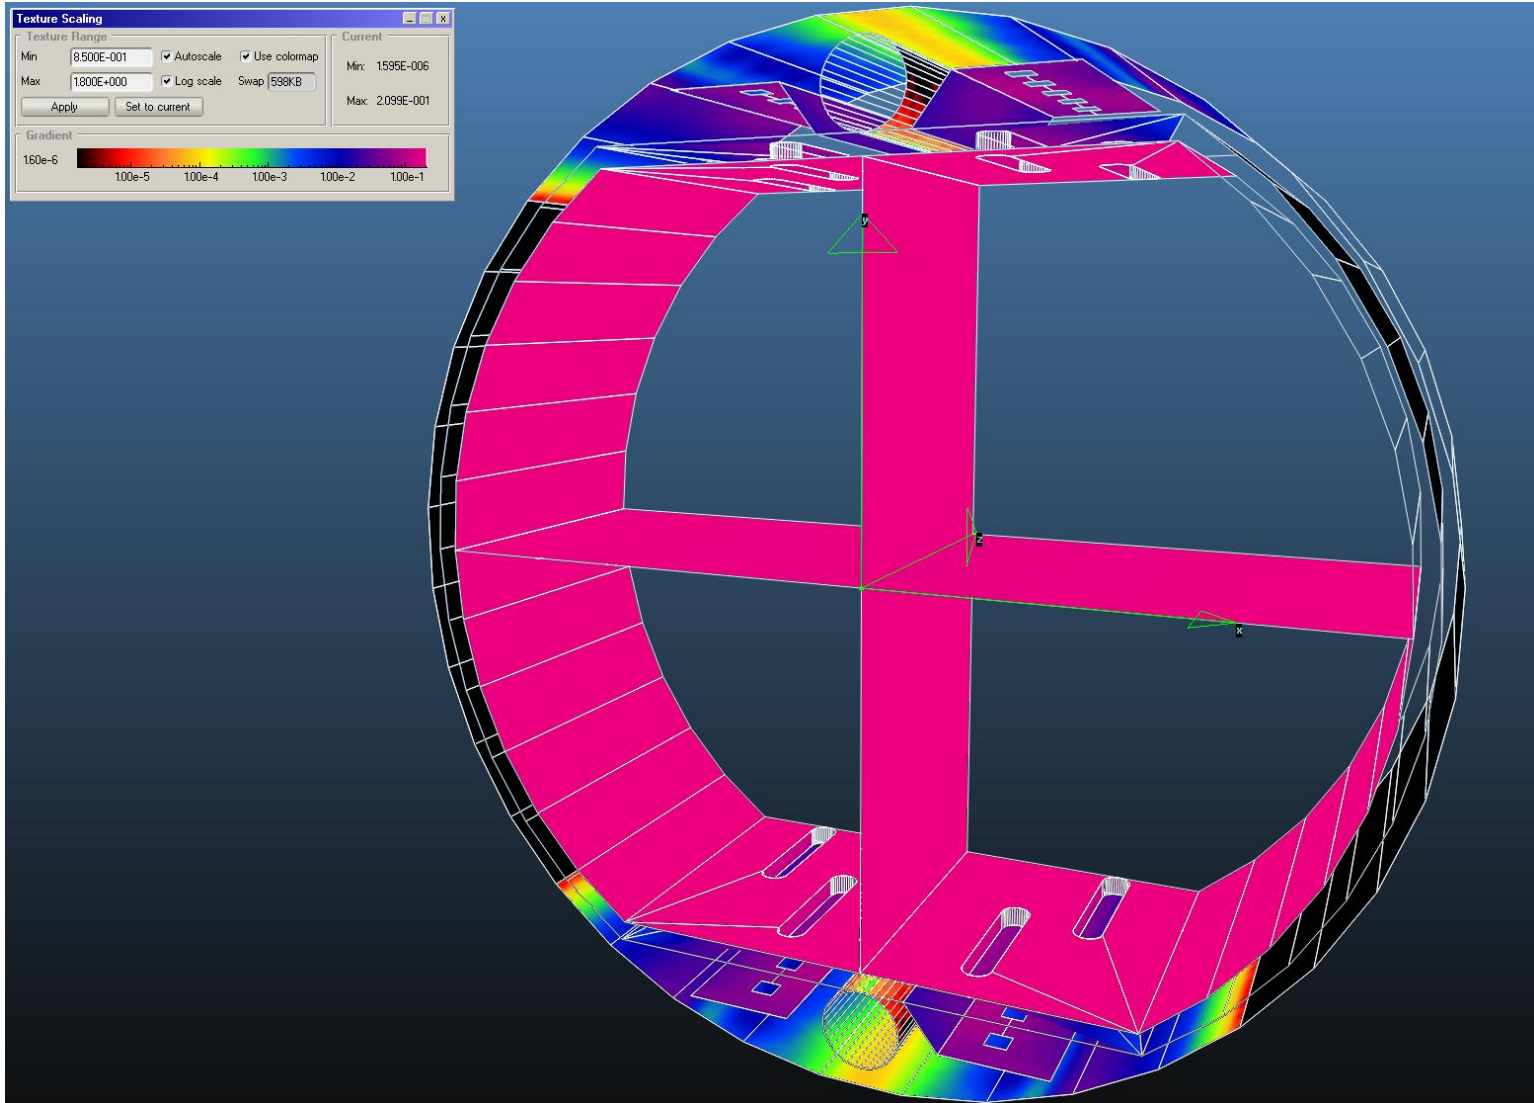 Texture Scaling
Texture Range
Min 8.500E-001 Autoscale Use colormap
Max 1.800E+000 Log scale Swap 598KB
Apply Set to current
Current
Min: 1.595E-006
Max: 2.099E-001
Gradient
1.60e-6
1.00e-5 1.00e-4 1.00e-3 1.00e-2 1.00e-1
y
z
x